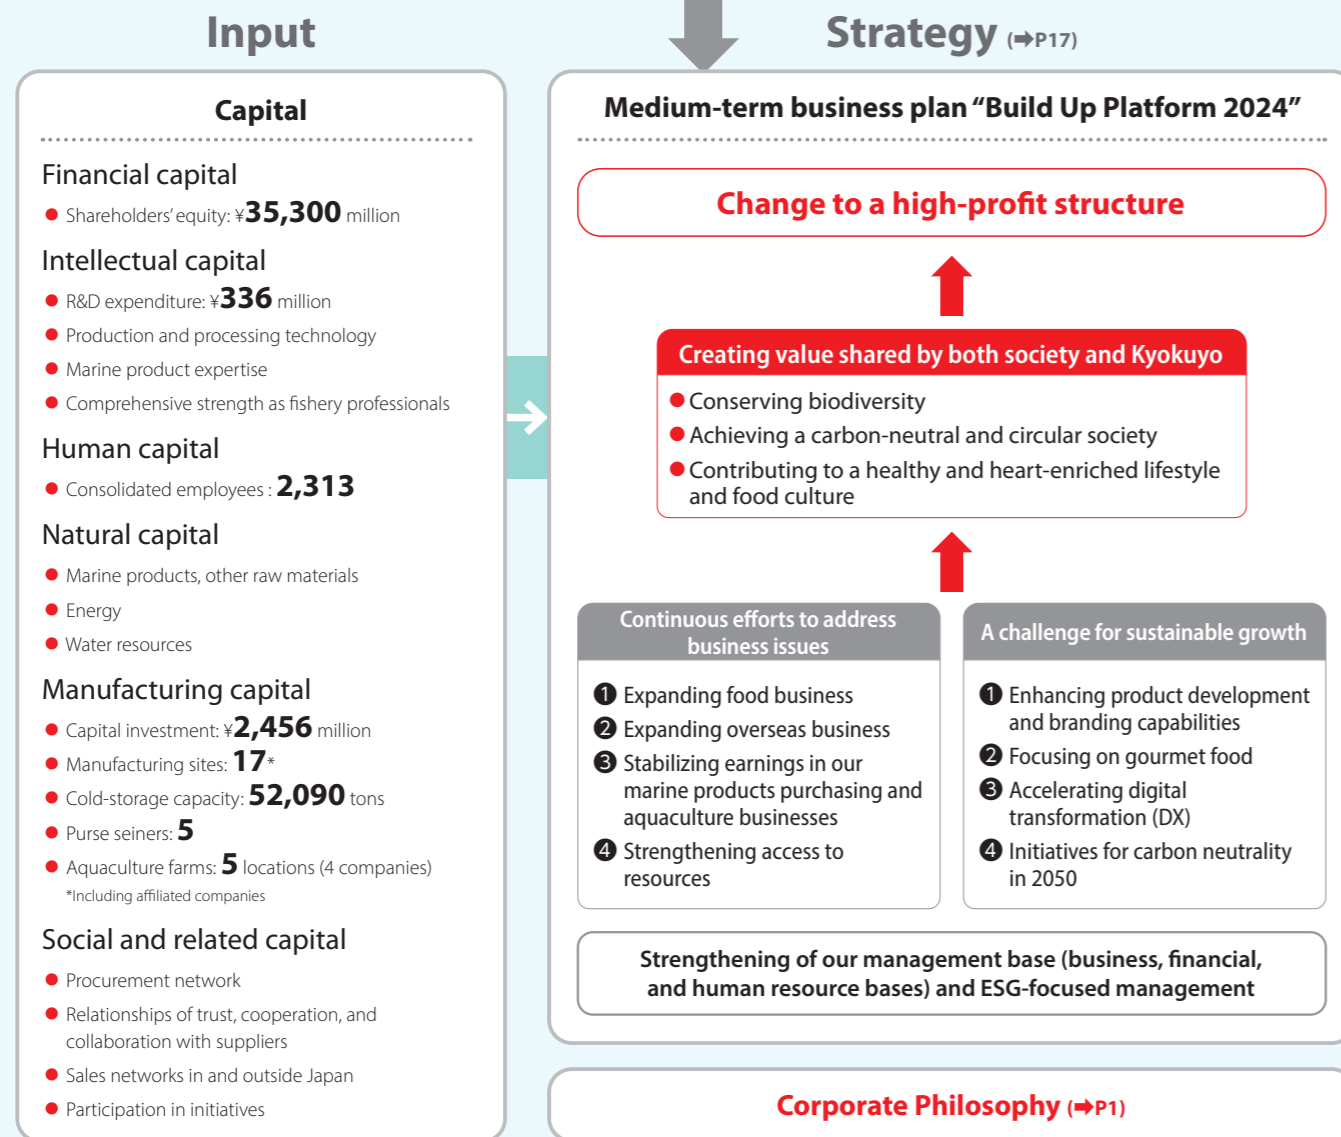 Input
Capital
Financial capital
● Shareholders' equity: ¥35,300 million
Intellectual capital
● R&D expenditure: ¥336 million
● Production and processing technology
● Marine product expertise
● Comprehensive strength as fishery professionals
Human capital
● Consolidated employees : 2,313
Natural capital
● Marine products, other raw materials
● Energy
● Water resources
Manufacturing capital
● Capital investment: ¥2,456 million
● Manufacturing sites: 17*
● Cold-storage capacity: 52,090 tons
● Purse seiners: 5
● Aquaculture farms: 5 locations (4 companies)
*Including affiliated companies
Social and related capital
● Procurement network
● Relationships of trust, cooperation, and
collaboration with suppliers
● Sales networks in and outside Japan
● Participation in initiatives
Strategy (➡P17)
Medium-term business plan “Build Up Platform 2024”
Change to a high-profit structure
Creating value shared by both society and Kyokuyo
● Conserving biodiversity
● Achieving a carbon-neutral and circular society
● Contributing to a healthy and heart-enriched lifestyle
and food culture
Continuous efforts to address
business issues
❶ Expanding food business
❷ Expanding overseas business
❸ Stabilizing earnings in our
marine products purchasing and
aquaculture businesses
❹ Strengthening access to
resources
A challenge for sustainable growth
❶ Enhancing product development
and branding capabilities
❷ Focusing on gourmet food
❸ Accelerating digital
transformation (DX)
❹ Initiatives for carbon neutrality
in 2050
Strengthening of our management base (business, financial,
and human resource bases) and ESG-focused management
Corporate Philosophy (➡P1)